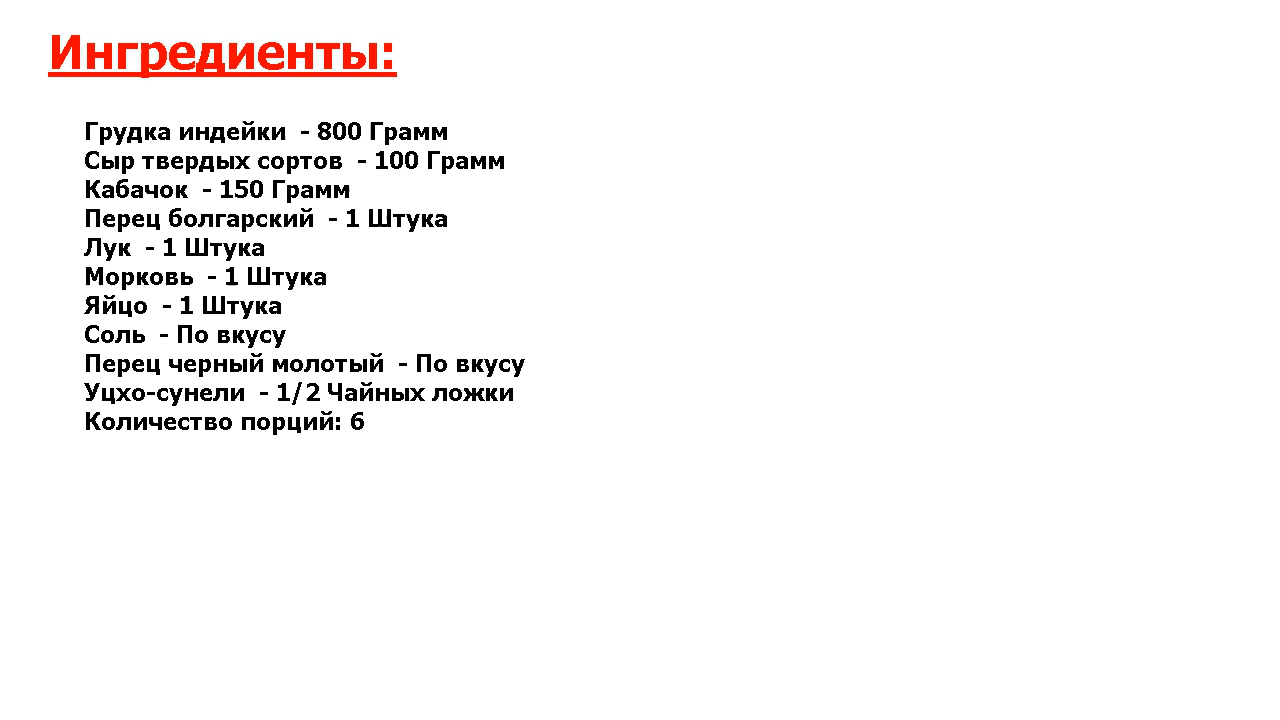 Ингредиенты:
Грудка индейки - 800 Грамм
Сыр твердых сортов - 100 Грамм
Кабачок - 150 Грамм
Перец болгарский - 1 Штука
Лук - 1 Штука
Морковь - 1 Штука
Яйцо - 1 Штука
Соль - По вкусу
Перец черный молотый - По вкусу
Уцхо-сунели - 1/2 Чайных ложки
Количество порций: 6